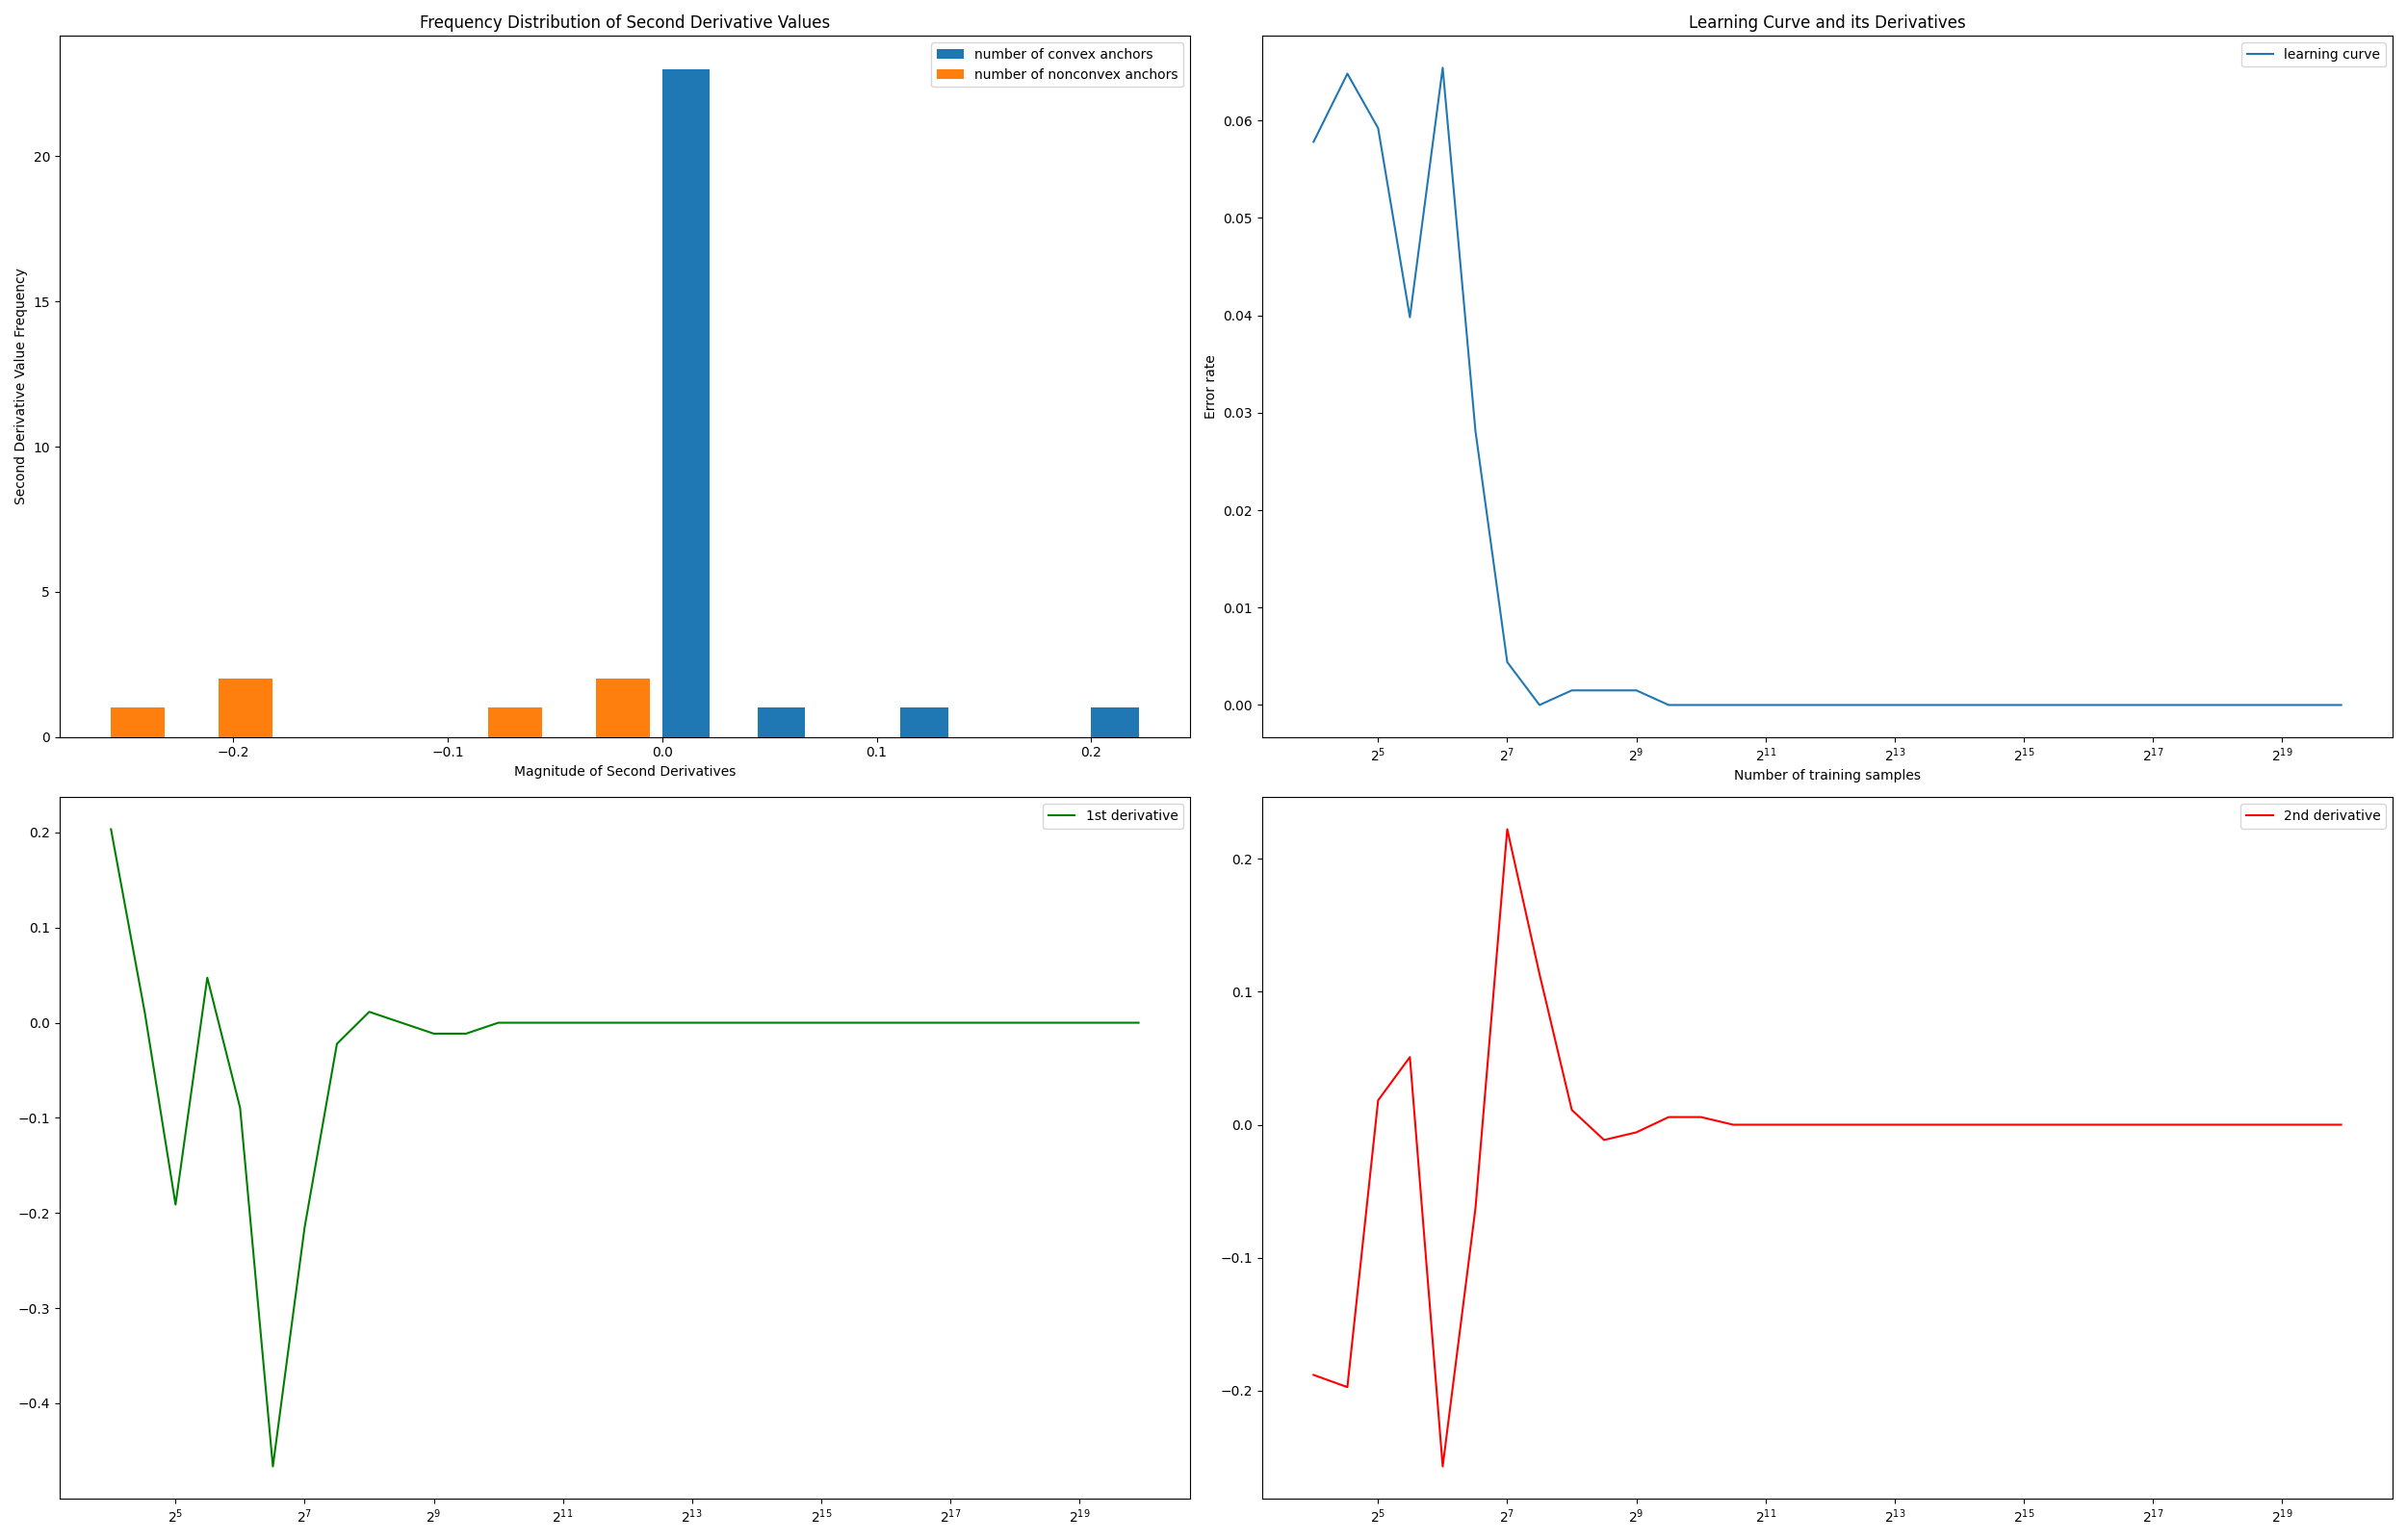 Frequency Distribution of Second Derivative Values
number of convex anchors
number of nonconvex anchors
Second Derivative Value Frequency
20
15
10
5
0
−0.2 −0.1 0.0 0.1 0.2
Magnitude of Second Derivatives
Learning Curve and its Derivatives
learning curve
Error rate
0.06
0.05
0.04
0.03
0.02
0.01
0.00
2^5 2^7 2^9 2^11 2^13 2^15 2^17 2^19
Number of training samples
1st derivative
0.2
0.1
0.0
−0.1
−0.2
−0.3
−0.4
2^5 2^7 2^9 2^11 2^13 2^15 2^17 2^19
2nd derivative
0.2
0.1
0.0
−0.1
−0.2
2^5 2^7 2^9 2^11 2^13 2^15 2^17 2^19